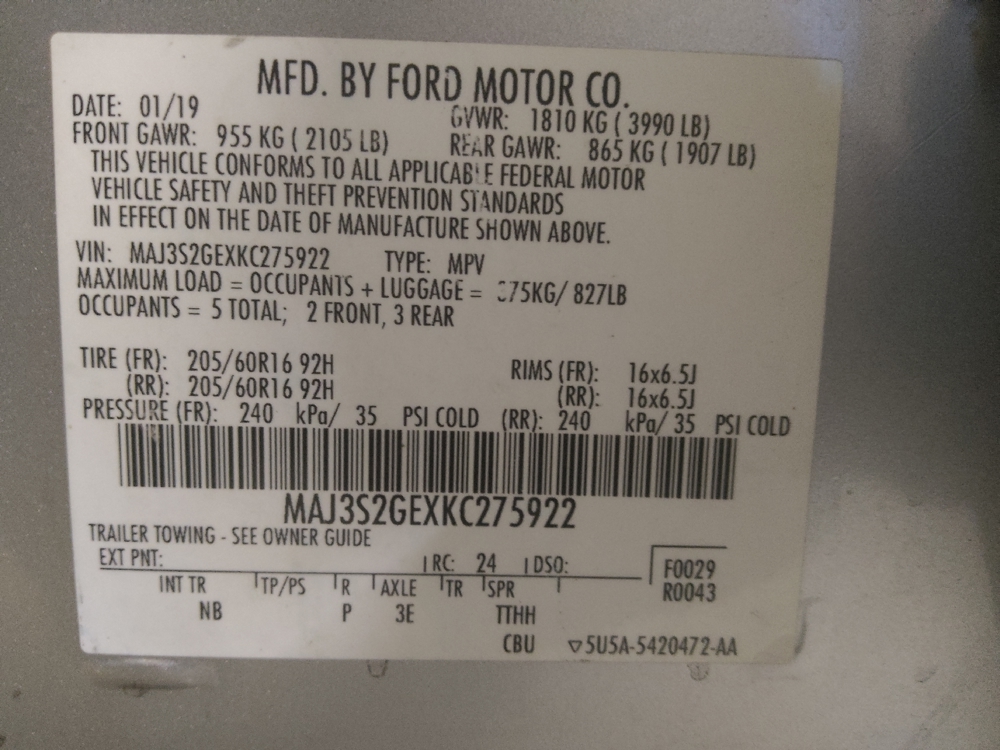 MFD. BY FORD MOTOR CO.
DATE: 01/19 GVWR: 1810 KG ( 3990 LB)
FRONT GAWR: 955 KG ( 2105 LB) REAR GAWR: 865 KG ( 1907 LB)
THIS VEHICLE CONFORMS TO ALL APPLICABLE FEDERAL MOTOR
VEHICLE SAFETY AND THEFT PREVENTION STANDARDS
IN EFFECT ON THE DATE OF MANUFACTURE SHOWN ABOVE.
VIN: MAJ3S2GEXKC275922 TYPE: MPV
MAXIMUM LOAD = OCCUPANTS + LUGGAGE = 375KG/ 827LB
OCCUPANTS = 5 TOTAL; 2 FRONT, 3 REAR
TIRE (FR): 205/60R16 92H RIMS (FR): 16x6.5J
(RR): 205/60R16 92H (RR): 16x6.5J
PRESSURE (FR): 240 kPa/ 35 PSI COLD (RR): 240 kPa/ 35 PSI COLD
MAJ3S2GEXKC275922
TRAILER TOWING - SEE OWNER GUIDE
EXT PNT: RC: 24 DSO: F0029
INT TR TP/PS R AXLE TR SPR R0043
NB P 3E TTHH
CBU ▽5U5A-5420472-AA